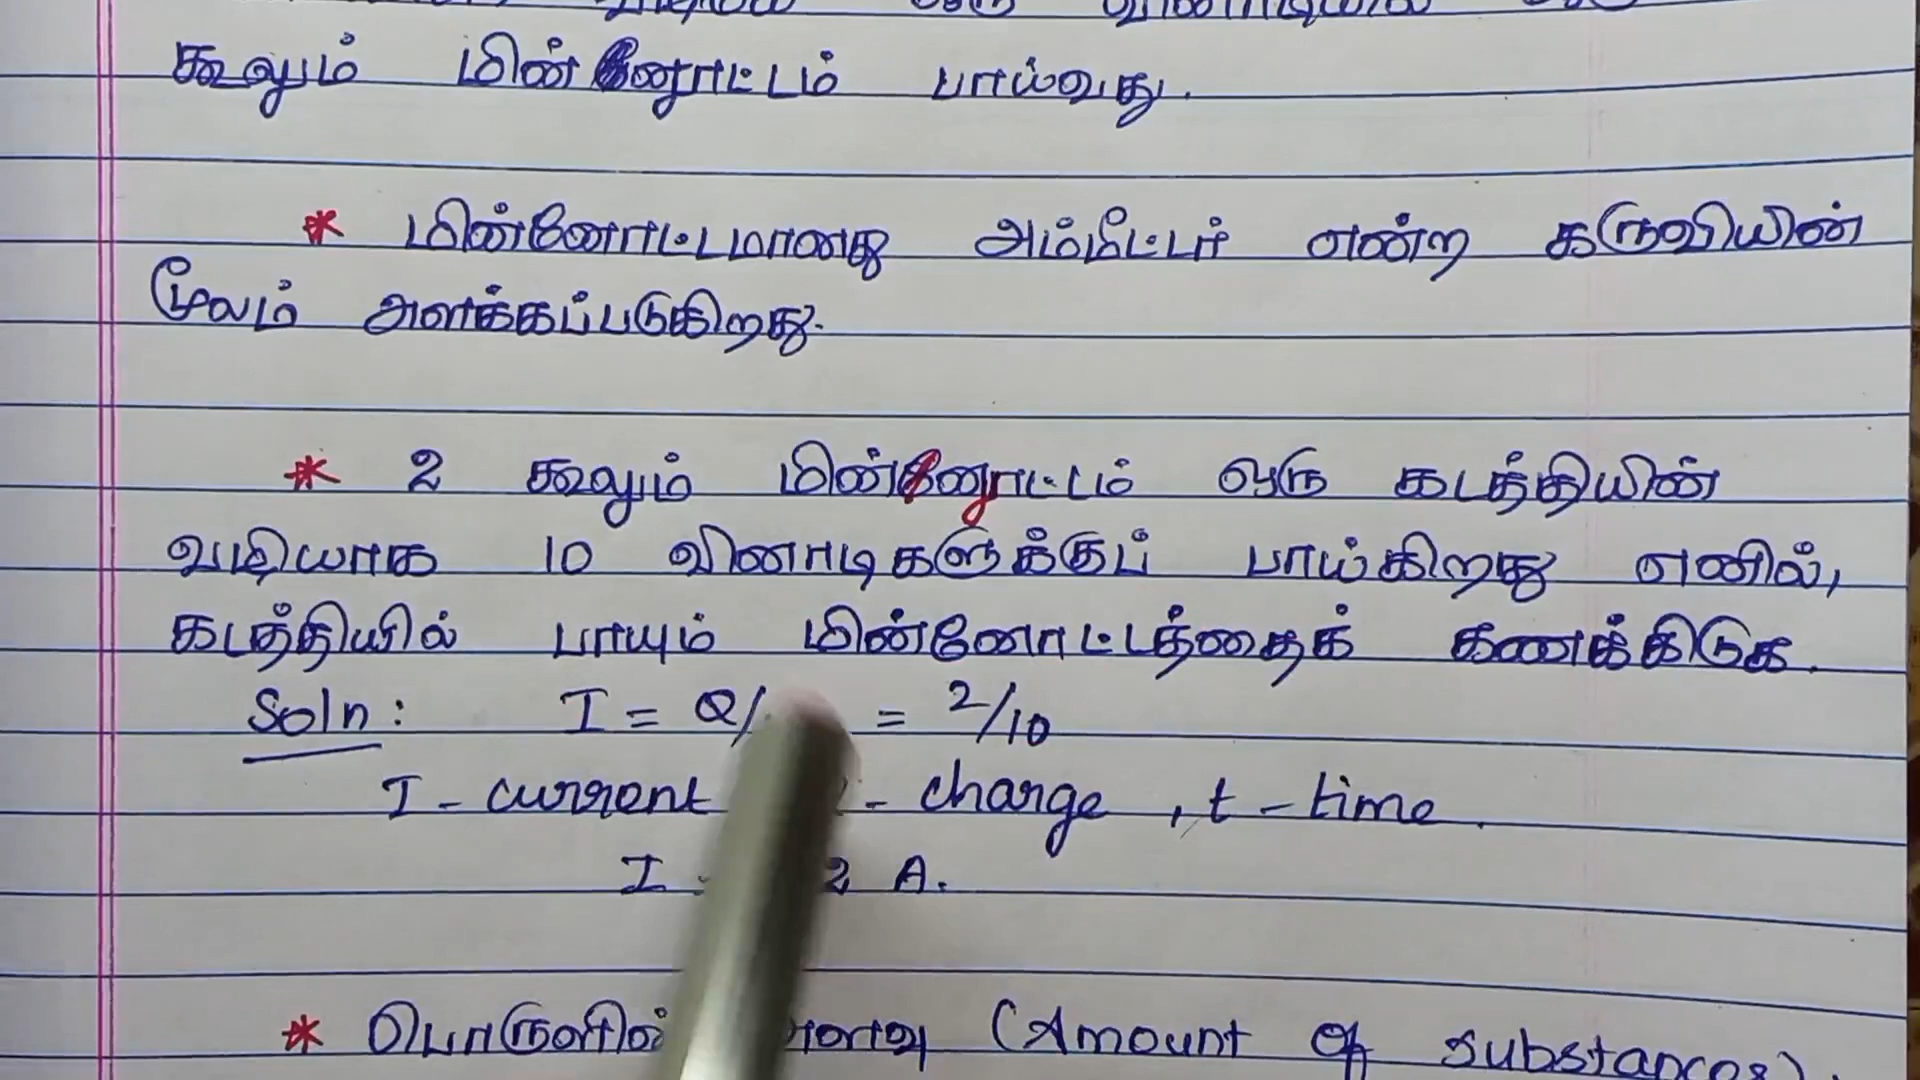 கூலும் மின்னூட்டம் பாய்வது.
* மின்னோட்டமானது அம்மீட்டர் என்ற கருவியின்
மூலம் அளக்கப்படுகிறது.
* 2 கூலும் மின்னூட்டம் ஒரு கடத்தியின்
வழியாக 10 வினாடிகளுக்குப் பாய்கிறது எனில்,
கடத்தியில் பாயும் மின்னோட்டத்தைக் கணக்கிடுக.
Soln: I = Q/ = 2/10
I - current - charge, t - time.
I 2 A.
* பொருளின் (Amount of substances).